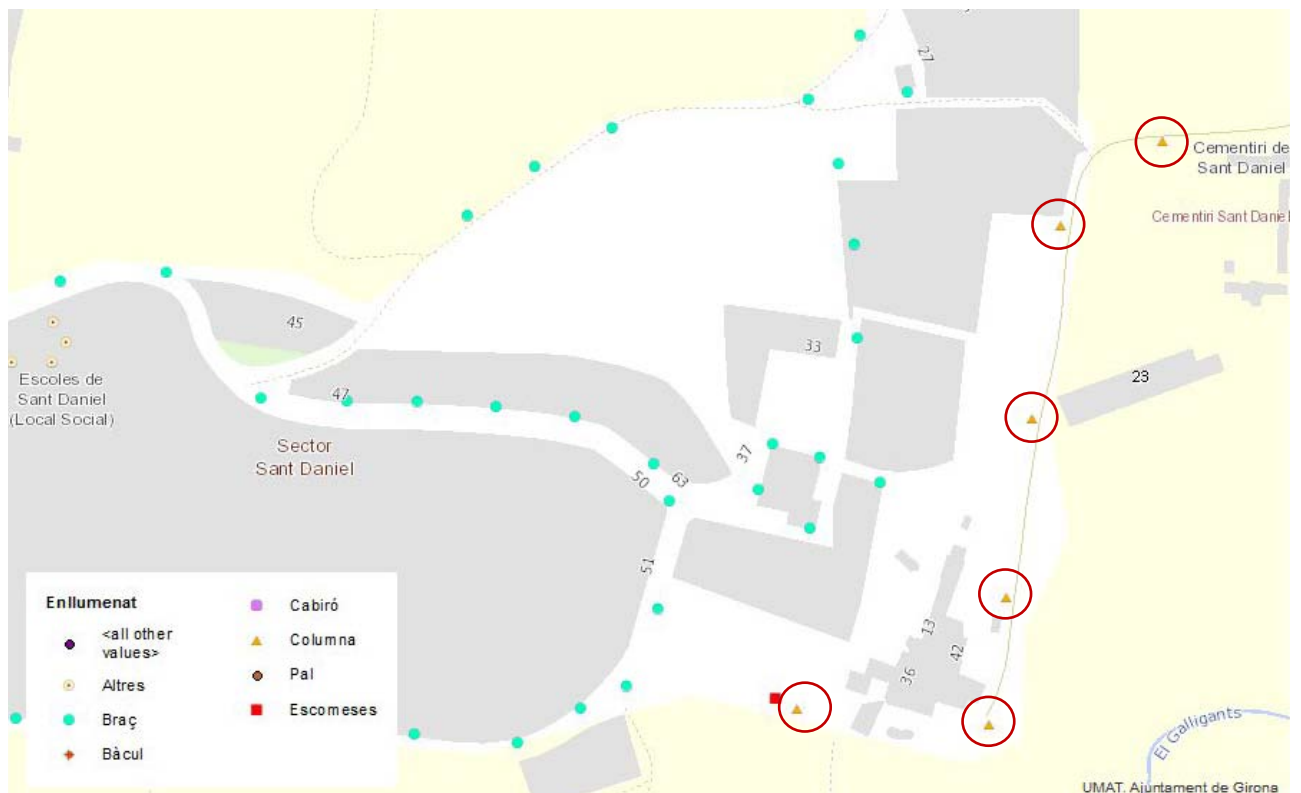 27
Cementiri de
Sant Daniel
Cementiri Sant Daniel
45
33
23
Escoles de
Sant Daniel
(Local Social)
47
Sector
Sant Daniel
37
50
63
51
13
42
36
Enllumenat
<all other
values>
Altres
Braç
Bàcul
Cabiró
Columna
Pal
Escomeses
El Galligants
UMAT. Ajuntament de Girona